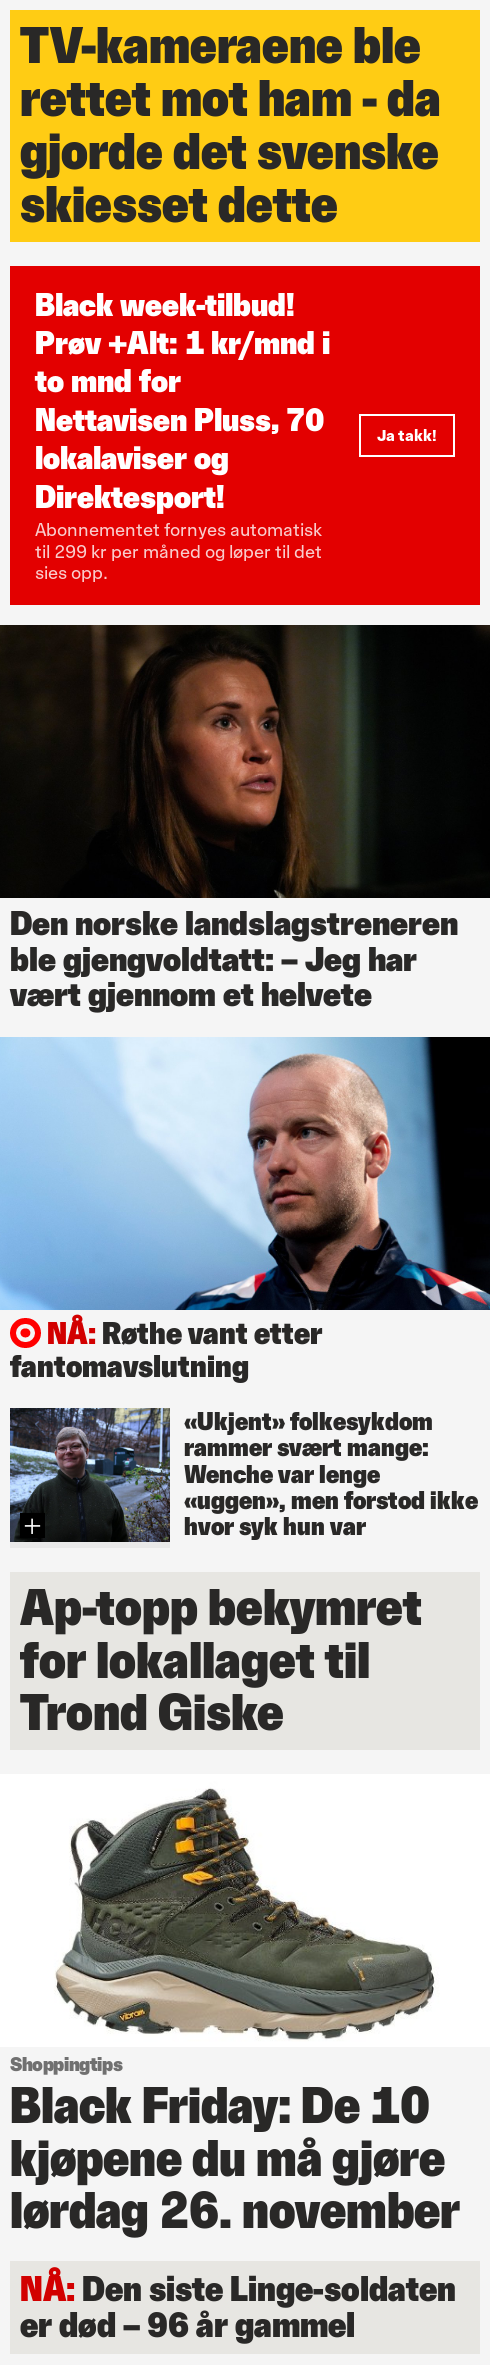 TV-kameraene ble
rettet mot ham - da
gjorde det svenske
skiesset dette
Black week-tilbud!
Prøv +Alt: 1 kr/mnd i
to mnd for
Nettavisen Pluss, 70
lokalaviser og
Direktesport!
Ja takk!
Abonnementet fornyes automatisk
til 299 kr per måned og løper til det
sies opp.
Den norske landslagstreneren
ble gjengvoldtatt: – Jeg har
vært gjennom et helvete
NÅ: Røthe vant etter
fantomavslutning
«Ukjent» folkesykdom
rammer svært mange:
Wenche var lenge
«uggen», men forstod ikke
hvor syk hun var
Ap-topp bekymret
for lokallaget til
Trond Giske
HOKA
vibram
Shoppingtips
Black Friday: De 10
kjøpene du må gjøre
lørdag 26. november
NÅ: Den siste Linge-soldaten
er død – 96 år gammel